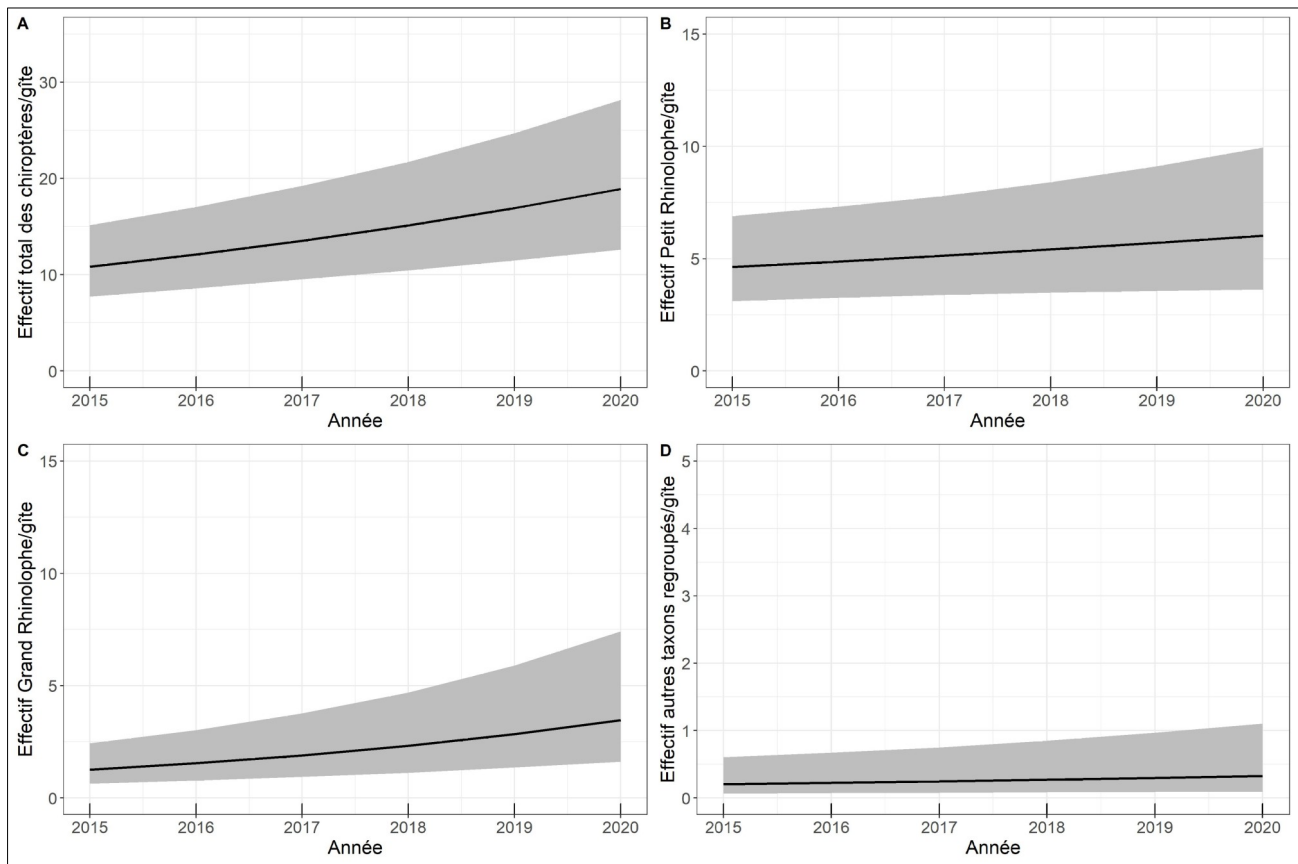 A
Effectif total des chiroptères/gîte
30
20
10
0
2015 2016 2017 2018 2019 2020
Année
B
Effectif Petit Rhinolophe/gîte
15
10
5
0
2015 2016 2017 2018 2019 2020
Année
C
Effectif Grand Rhinolophe/gîte
15
10
5
0
2015 2016 2017 2018 2019 2020
Année
D
Effectif autres taxons regroupés/gîte
5
4
3
2
1
0
2015 2016 2017 2018 2019 2020
Année